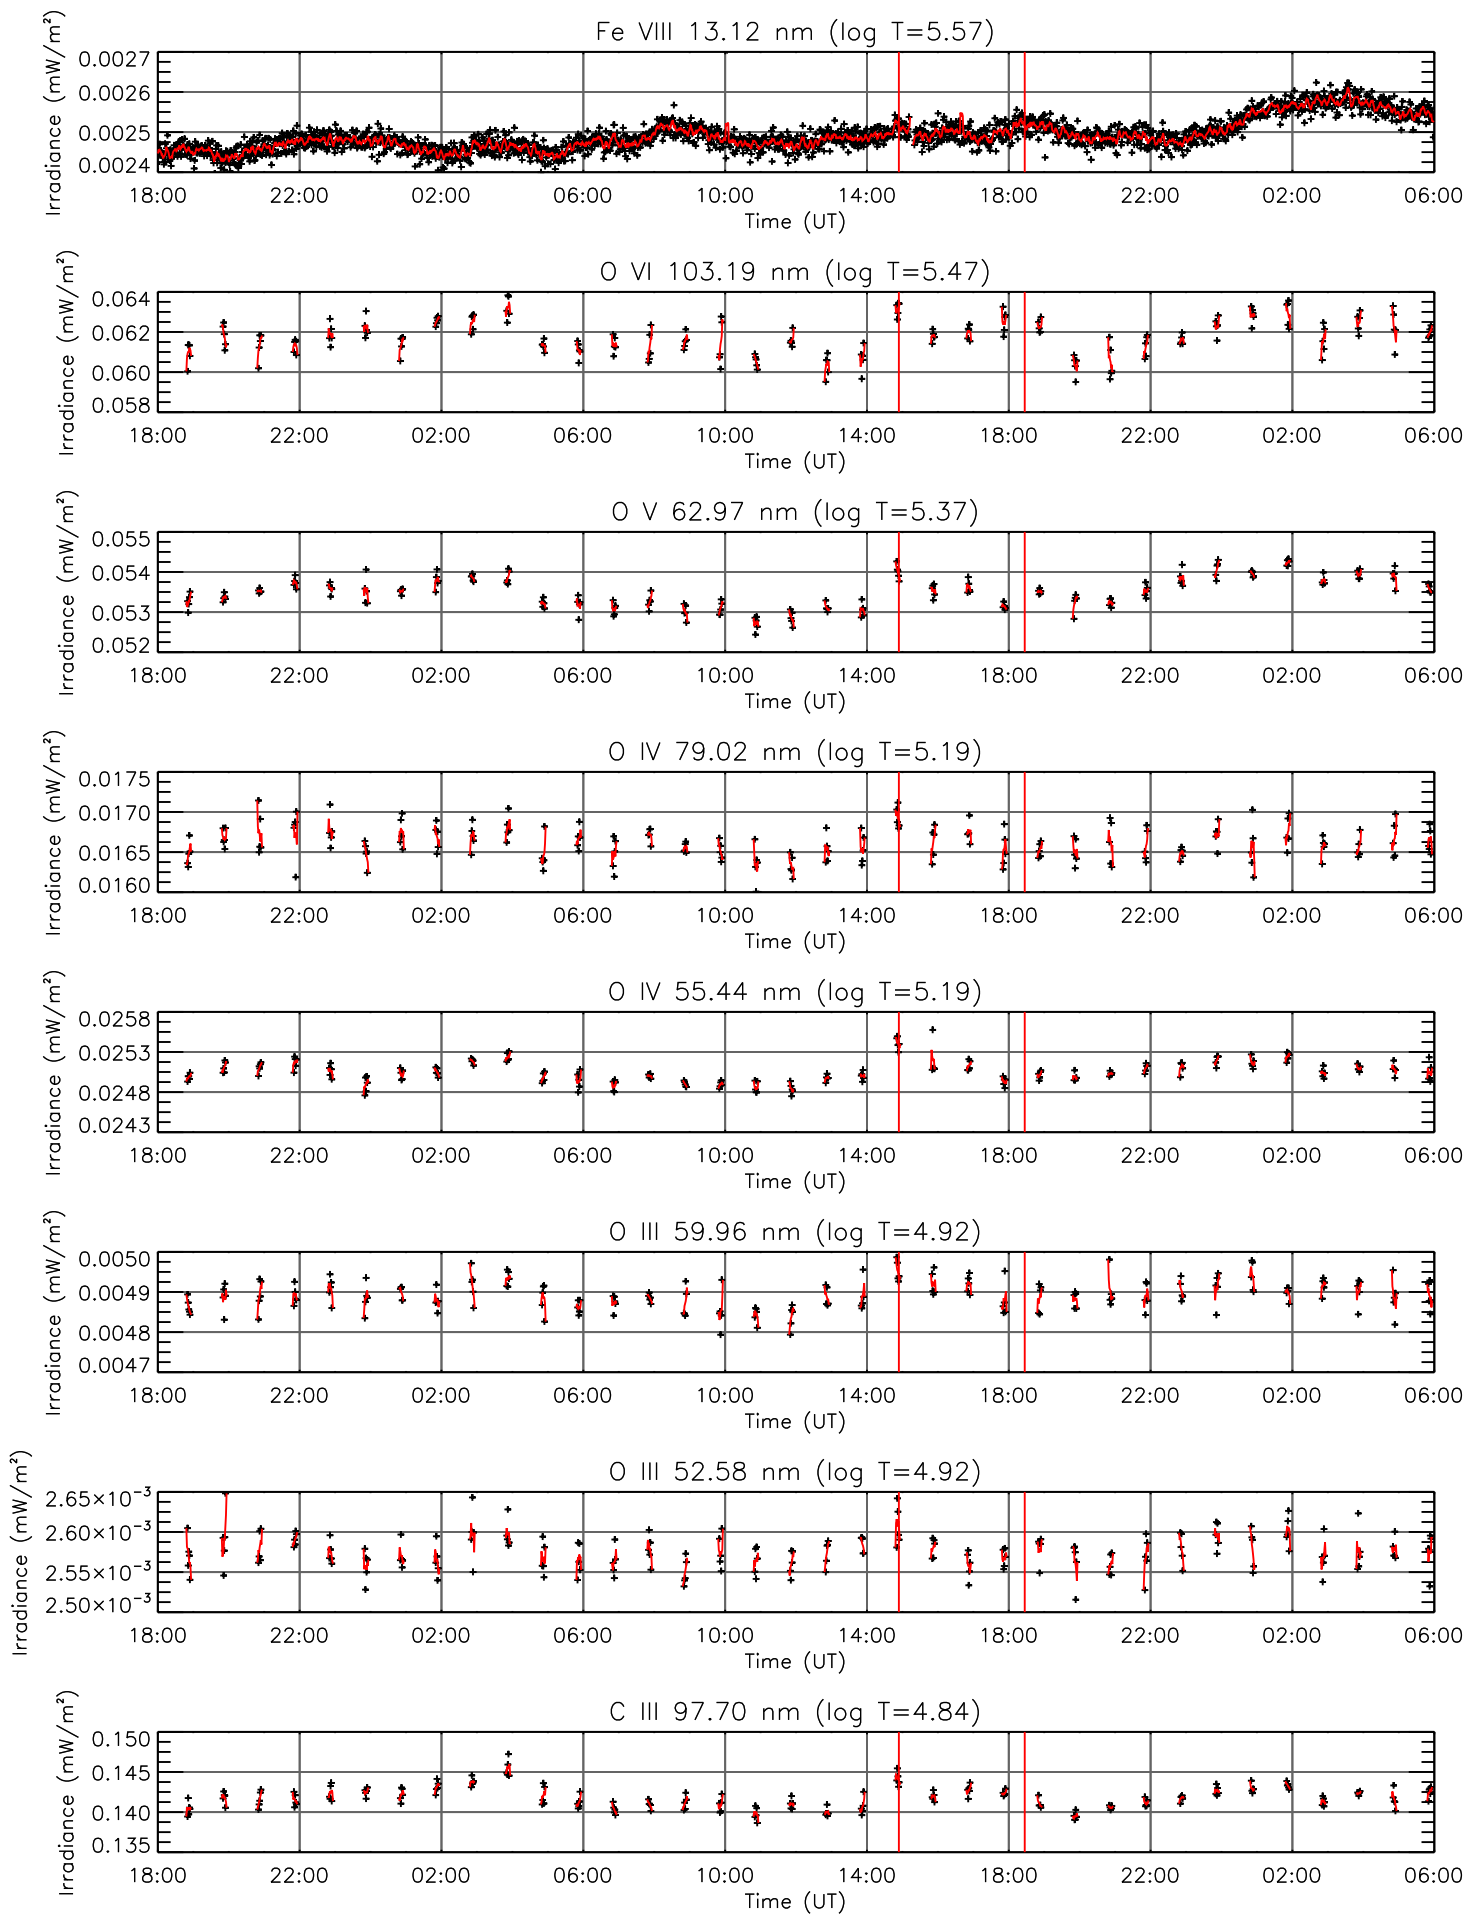 Fe VIII 13.12 nm (log T=5.57)
Irradiance (mW/m²)
0.0027
0.0026
0.0025
0.0024
18:00 22:00 02:00 06:00 10:00 14:00 18:00 22:00 02:00 06:00
Time (UT)
O VI 103.19 nm (log T=5.47)
Irradiance (mW/m²)
0.064
0.062
0.060
0.058
18:00 22:00 02:00 06:00 10:00 14:00 18:00 22:00 02:00 06:00
Time (UT)
O V 62.97 nm (log T=5.37)
Irradiance (mW/m²)
0.055
0.054
0.053
0.052
18:00 22:00 02:00 06:00 10:00 14:00 18:00 22:00 02:00 06:00
Time (UT)
O IV 79.02 nm (log T=5.19)
Irradiance (mW/m²)
0.0175
0.0170
0.0165
0.0160
18:00 22:00 02:00 06:00 10:00 14:00 18:00 22:00 02:00 06:00
Time (UT)
O IV 55.44 nm (log T=5.19)
Irradiance (mW/m²)
0.0258
0.0253
0.0248
0.0243
18:00 22:00 02:00 06:00 10:00 14:00 18:00 22:00 02:00 06:00
Time (UT)
O III 59.96 nm (log T=4.92)
Irradiance (mW/m²)
0.0050
0.0049
0.0048
0.0047
18:00 22:00 02:00 06:00 10:00 14:00 18:00 22:00 02:00 06:00
Time (UT)
O III 52.58 nm (log T=4.92)
Irradiance (mW/m²)
2.65×10⁻³
2.60×10⁻³
2.55×10⁻³
2.50×10⁻³
18:00 22:00 02:00 06:00 10:00 14:00 18:00 22:00 02:00 06:00
Time (UT)
C III 97.70 nm (log T=4.84)
Irradiance (mW/m²)
0.150
0.145
0.140
0.135
18:00 22:00 02:00 06:00 10:00 14:00 18:00 22:00 02:00 06:00
Time (UT)